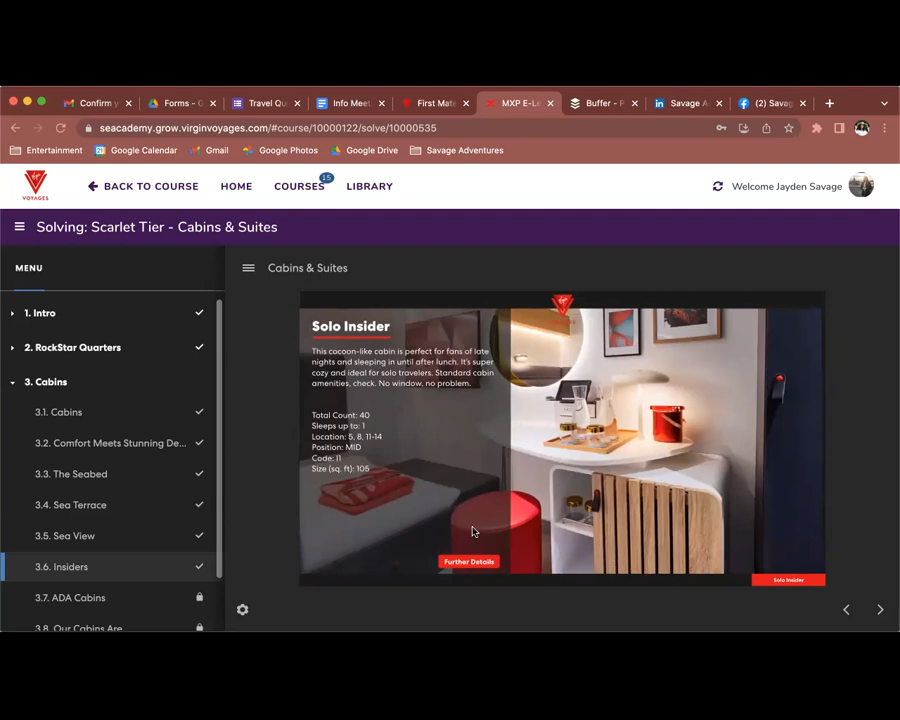 Confirm y
Forms - G
Travel Qu
Info Meet
First Mate
MXP E-Le
Buffer - P
Savage A
(2) Savag
seacademy.grow.virginvoyages.com/#course/10000122/solve/10000535
Entertainment
Google Calendar
Gmail
Google Photos
Google Drive
Savage Adventures
VOYAGES
BACK TO COURSE
HOME
COURSES
15
LIBRARY
Welcome Jayden Savage
Solving: Scarlet Tier - Cabins & Suites
MENU
Cabins & Suites
1. Intro
2. RockStar Quarters
3. Cabins
3.1. Cabins
3.2. Comfort Meets Stunning De...
3.3. The Seabed
3.4. Sea Terrace
3.5. Sea View
3.6. Insiders
3.7. ADA Cabins
3.8. Our Cabins Are
Solo Insider
This cocoon-like cabin is perfect for fans of late
nights and sleeping in until after lunch. It's super
cozy and ideal for solo travelers. Standard cabin
amenities, check. No window, no problem.
Total Count: 40
Sleeps up to: 1
Location: 5, 8, 11-14
Position: MID
Code: I1
Size (sq. ft): 105
Further Details
Solo Insider